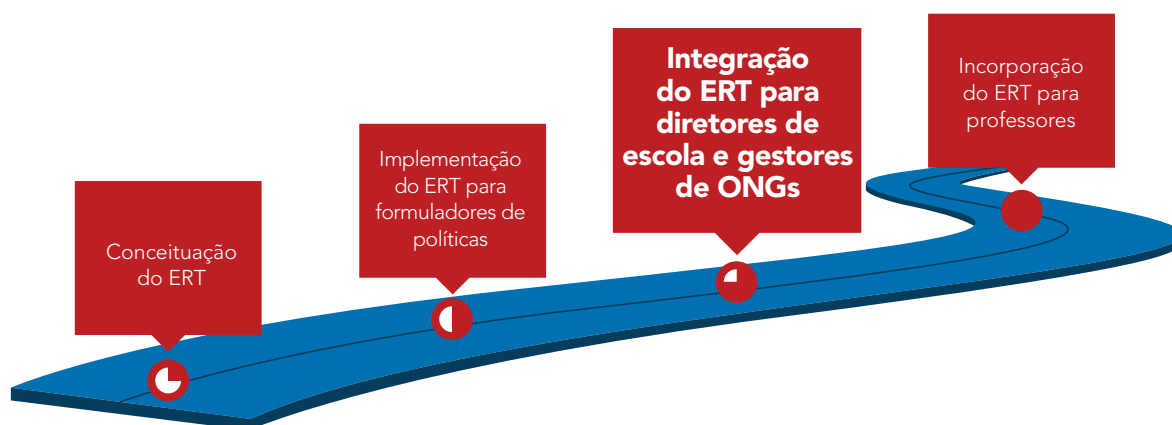 Conceituação
do ERT
Implementação
do ERT para
formuladores de
políticas
Integração
do ERT para
diretores de
escola e gestores
de ONGs
Incorporação
do ERT para
professores